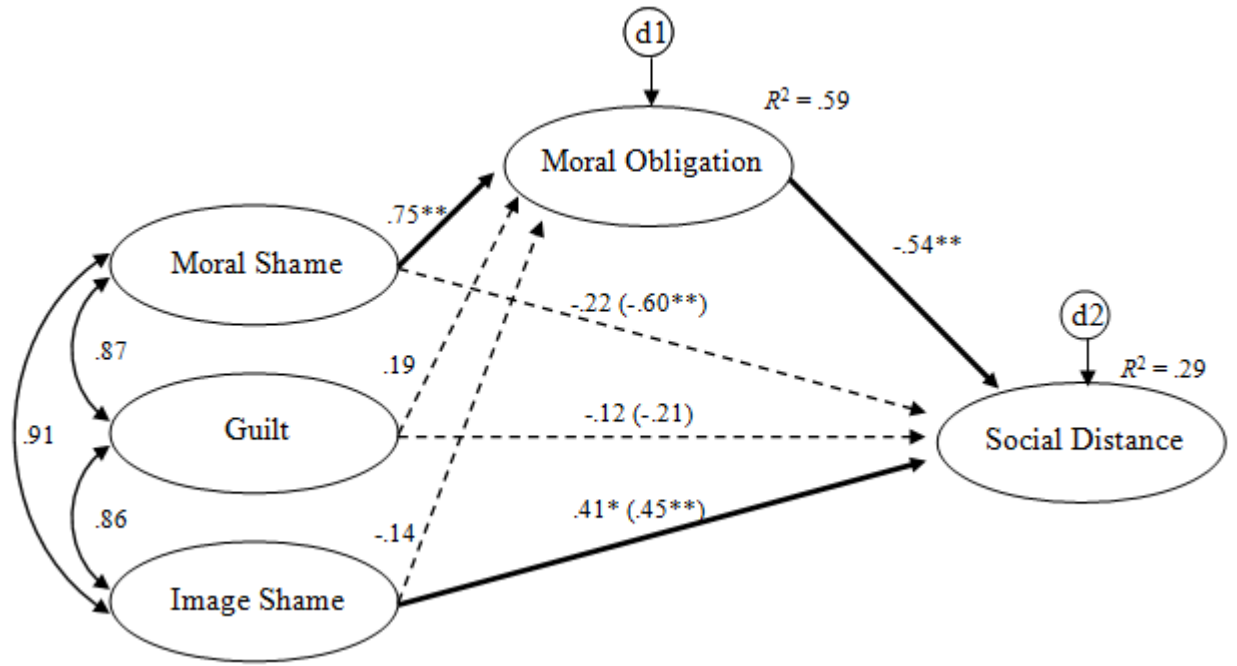 d1
R² = .59
Moral Obligation
.75**
Moral Shame
-.54**
-.22 (-.60**)
d2
.87
.19
R² = .29
.91
Guilt
-.12 (-.21)
Social Distance
.86
-.14
.41* (.45**)
Image Shame